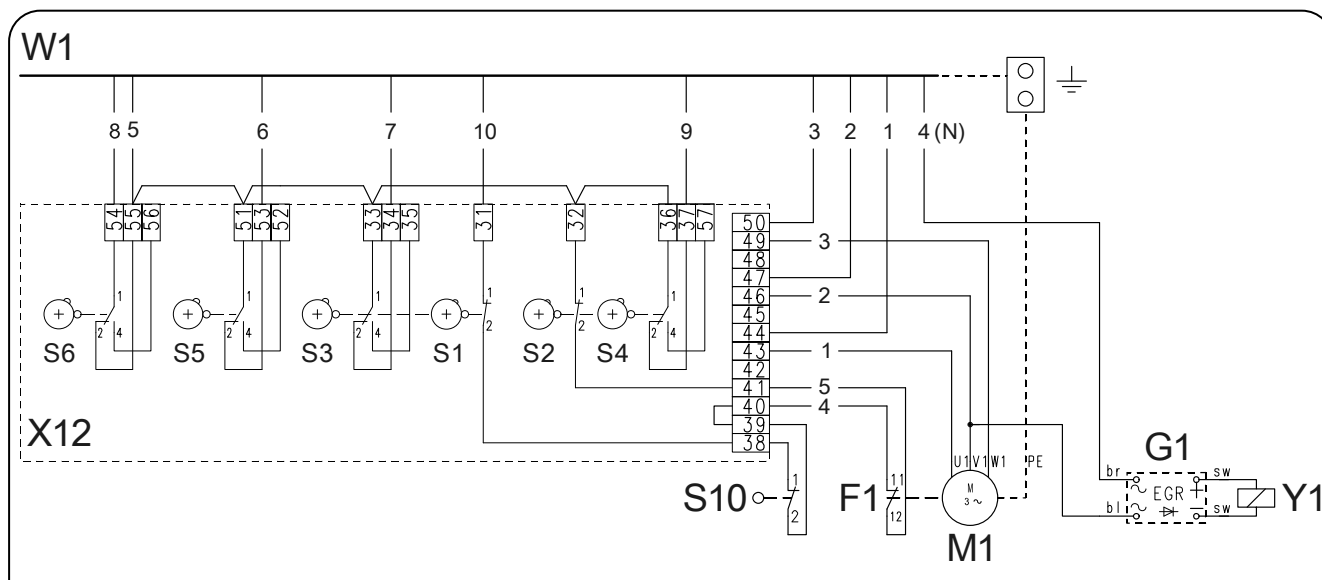 W1
8 5 6 7 10 9 3 2 1 4 (N)
54 55 56 51 53 52 33 34 35 31 32 36 37 57
50
49 3
48
47
46 2
45
44
43 1
42
41 5
40 4
39
38
1 1 1 1 1 1
2 4 2 4 2 4 2 2 2 4
S6 S5 S3 S1 S2 S4
X12
S10
1
2
F1
11
12
U1 V1 W1 PE
M
3 ~
M1
G1
br ~ EGR + sw
bl ~ − sw
Y1